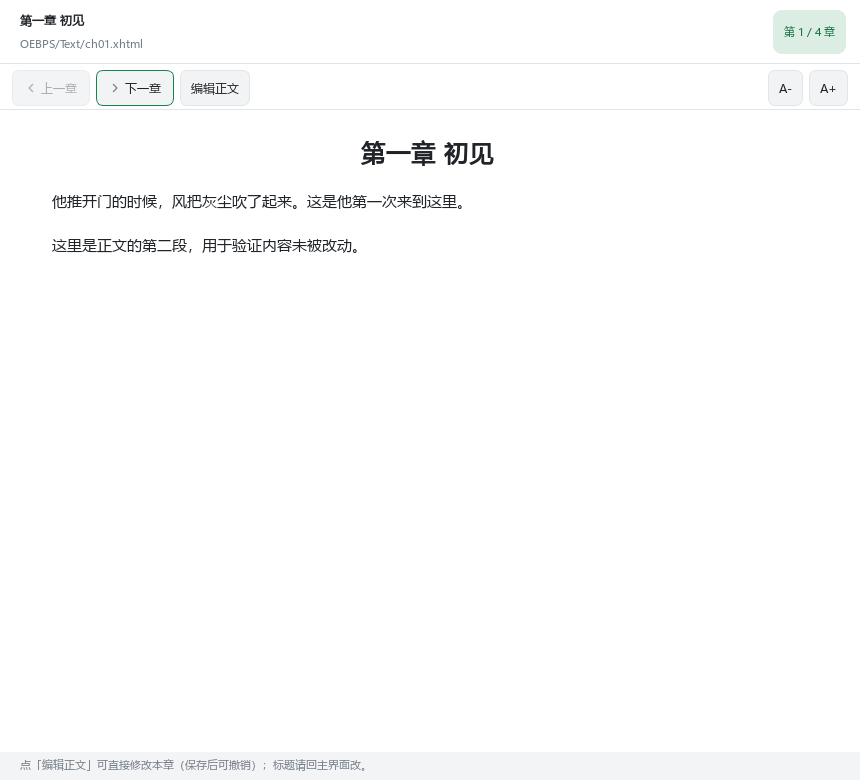 第一章 初见
OEBPS/Text/ch01.xhtml
第 1 / 4 章
上一章
下一章
编辑正文
A-
A+
第一章 初见
他推开门的时候，风把灰尘吹了起来。这是他第一次来到这里。
这里是正文的第二段，用于验证内容未被改动。
点「编辑正文」可直接修改本章（保存后可撤销）；标题请回主界面改。